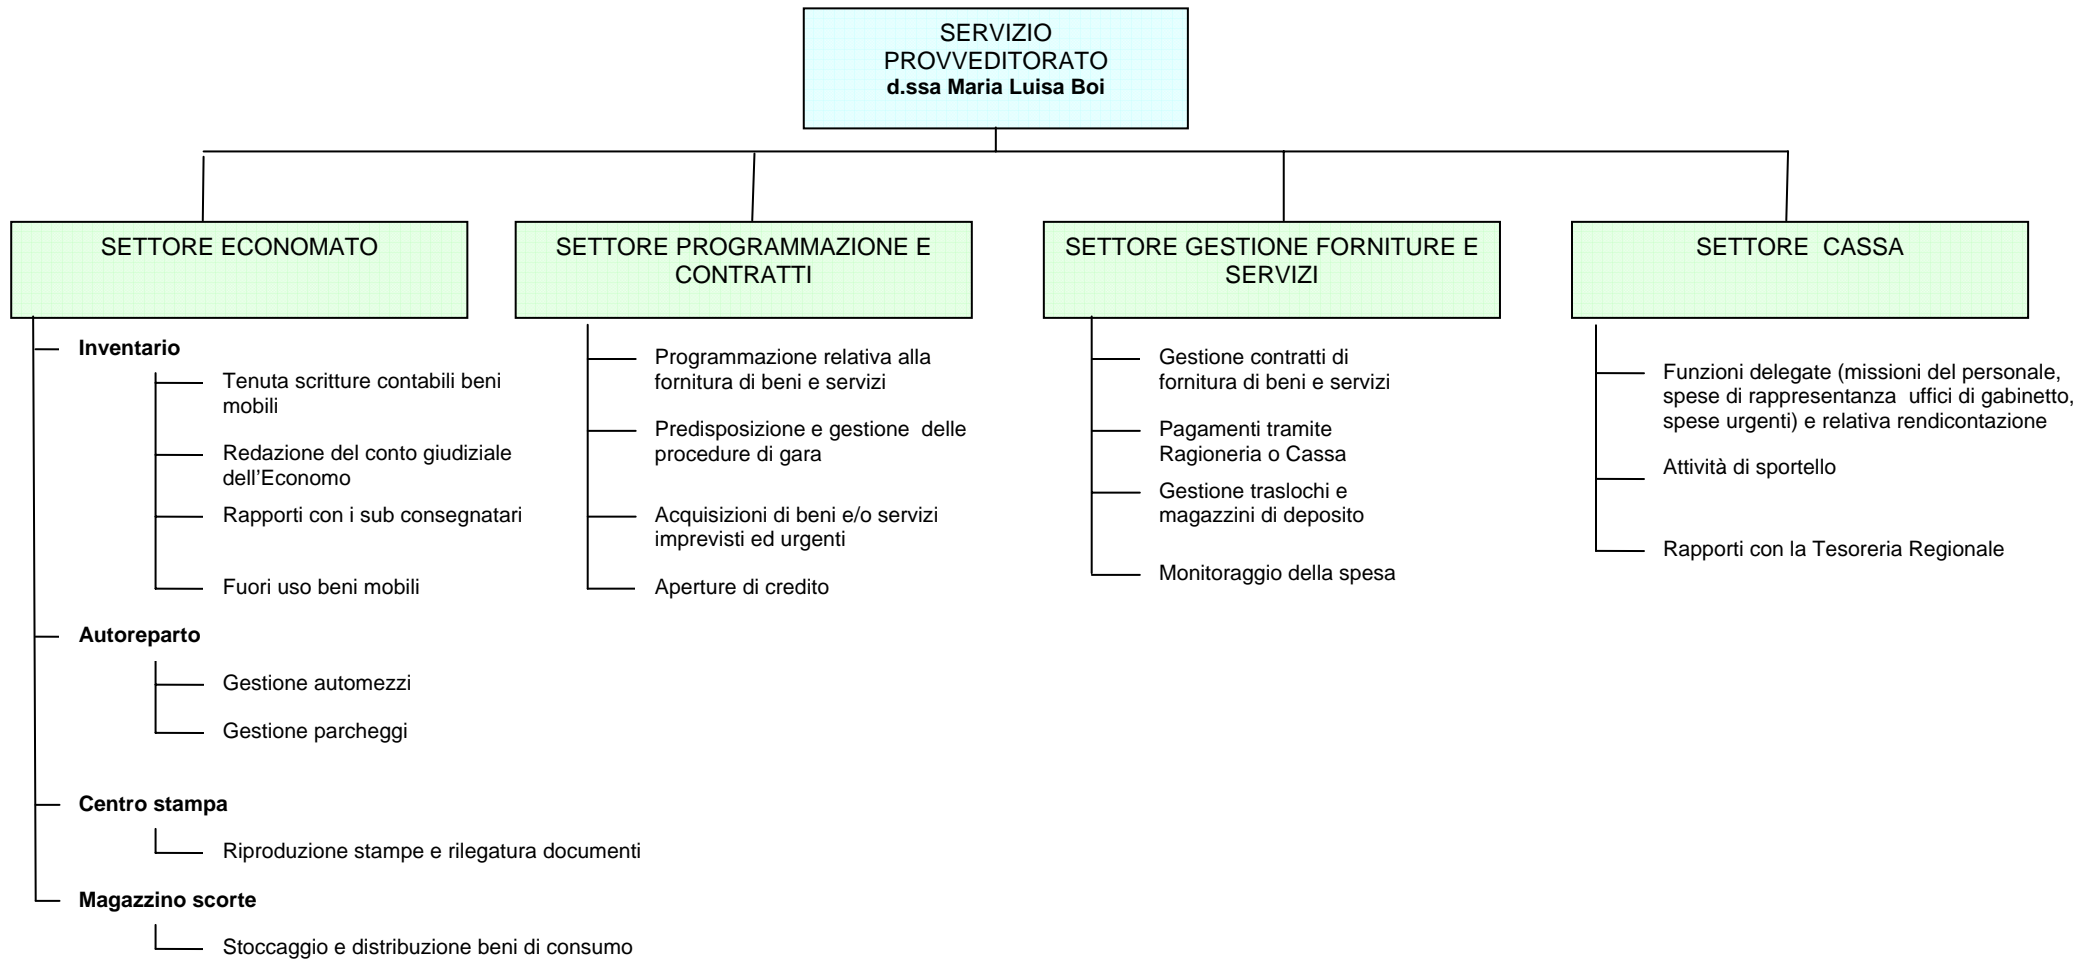 SERVIZIO
PROVVEDITORATO
d.ssa Maria Luisa Boi
SETTORE ECONOMATO
Inventario
Tenuta scritture contabili beni
mobili
Redazione del conto giudiziale
dell’Economo
Rapporti con i sub consegnatari
Fuori uso beni mobili
Autoreparto
Gestione automezzi
Gestione parcheggi
Centro stampa
Riproduzione stampe e rilegatura documenti
Magazzino scorte
Stoccaggio e distribuzione beni di consumo
SETTORE PROGRAMMAZIONE E
CONTRATTI
Programmazione relativa alla
fornitura di beni e servizi
Predisposizione e gestione delle
procedure di gara
Acquisizioni di beni e/o servizi
imprevisti ed urgenti
Aperture di credito
SETTORE GESTIONE FORNITURE E
SERVIZI
Gestione contratti di
fornitura di beni e servizi
Pagamenti tramite
Ragioneria o Cassa
Gestione traslochi e
magazzini di deposito
Monitoraggio della spesa
SETTORE CASSA
Funzioni delegate (missioni del personale,
spese di rappresentanza uffici di gabinetto,
spese urgenti) e relativa rendicontazione
Attività di sportello
Rapporti con la Tesoreria Regionale